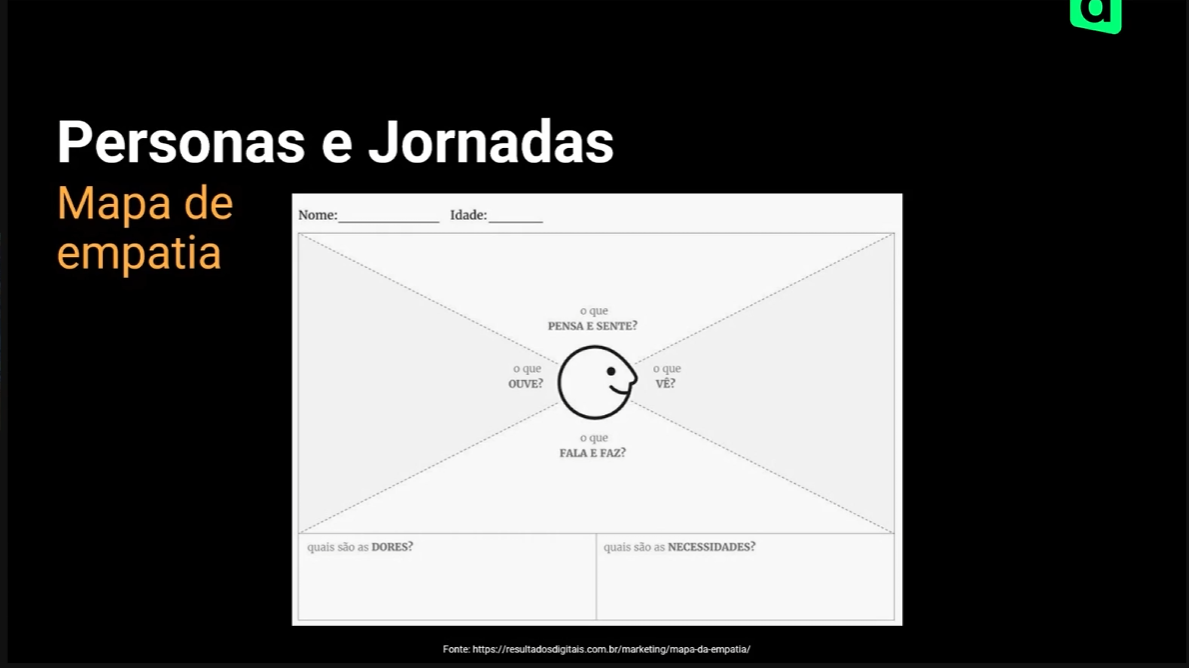 Personas e Jornadas
Mapa de
empatia
Nome:_______________ Idade:________
o que
PENSA E SENTE?
o que
OUVE?
o que
VÊ?
o que
FALA E FAZ?
quais são as DORES?
quais são as NECESSIDADES?
Fonte: https://resultadosdigitais.com.br/marketing/mapa-da-empatia/